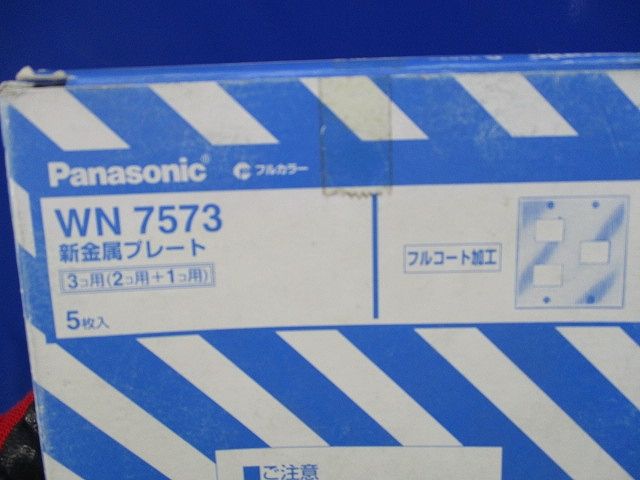 Panasonic® フルカラー
WN 7573
新金属プレート
3コ用(2コ用+1コ用)
5枚入
フルコート加工
ご注意